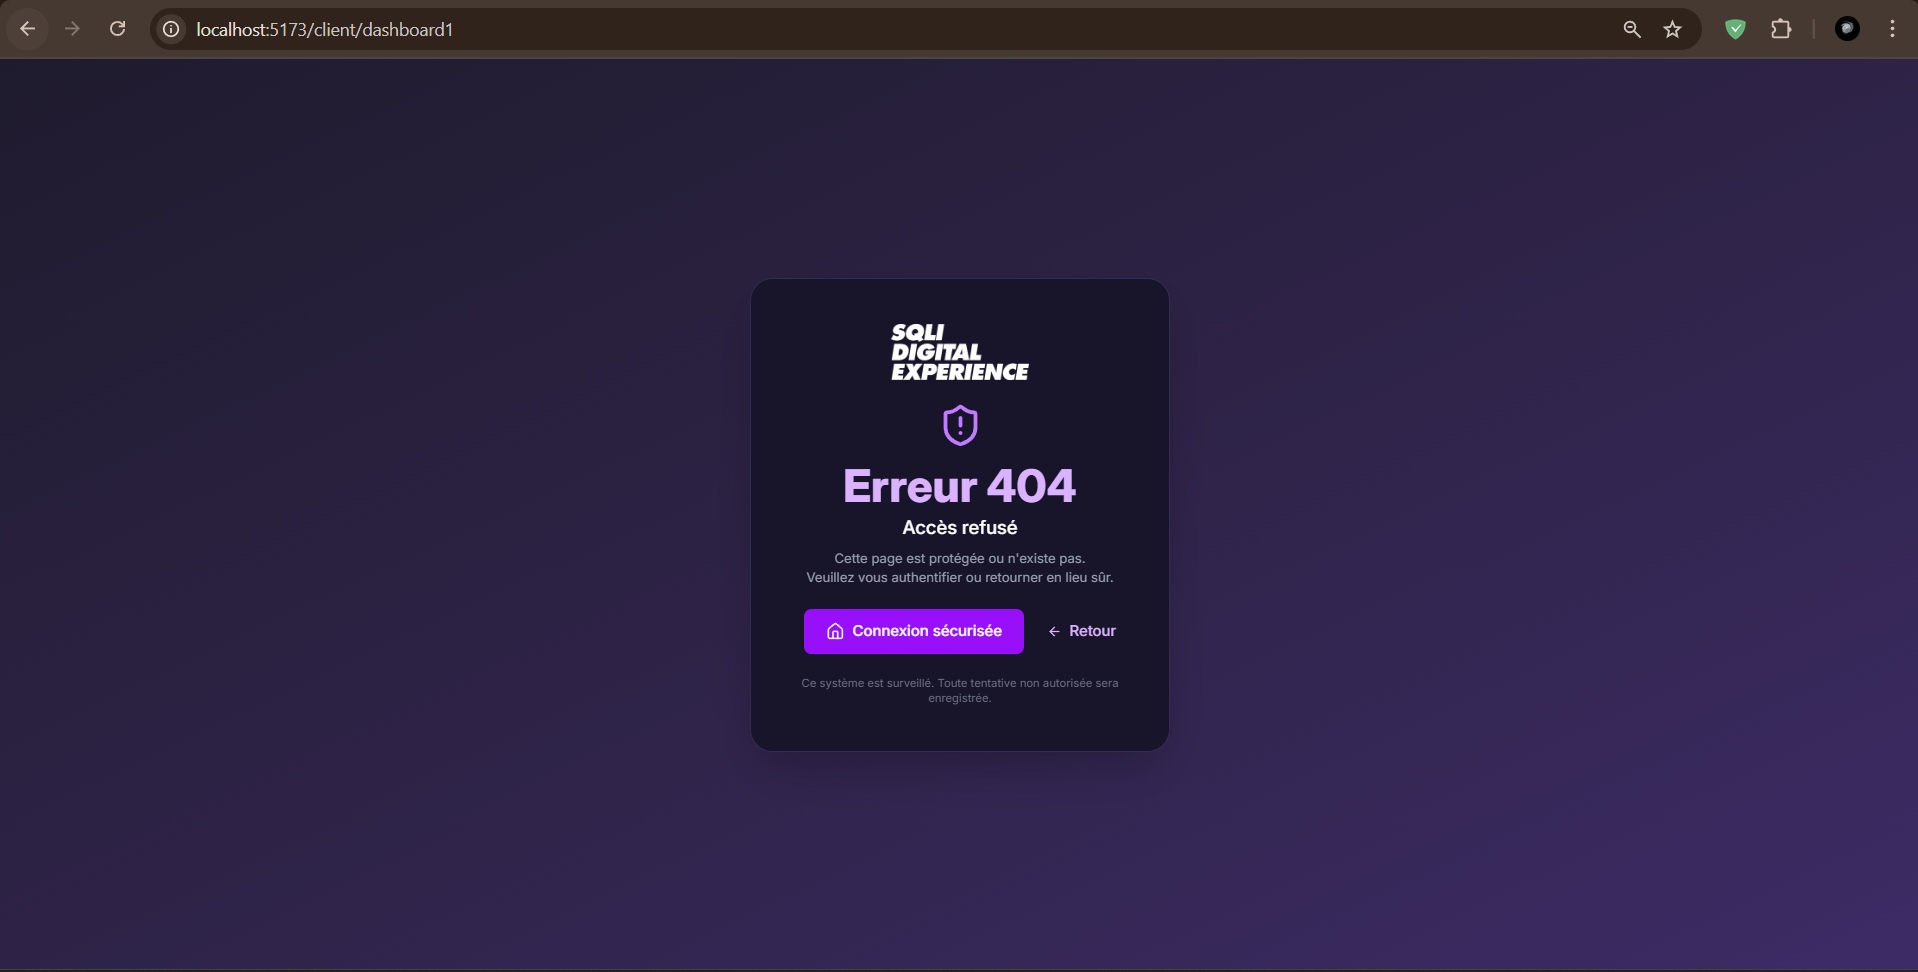 localhost:5173/client/dashboard1
SQLI
DIGITAL
EXPERIENCE
Erreur 404
Accès refusé
Cette page est protégée ou n'existe pas.
Veuillez vous authentifier ou retourner en lieu sûr.
Connexion sécurisée
← Retour
Ce système est surveillé. Toute tentative non autorisée sera
enregistrée.